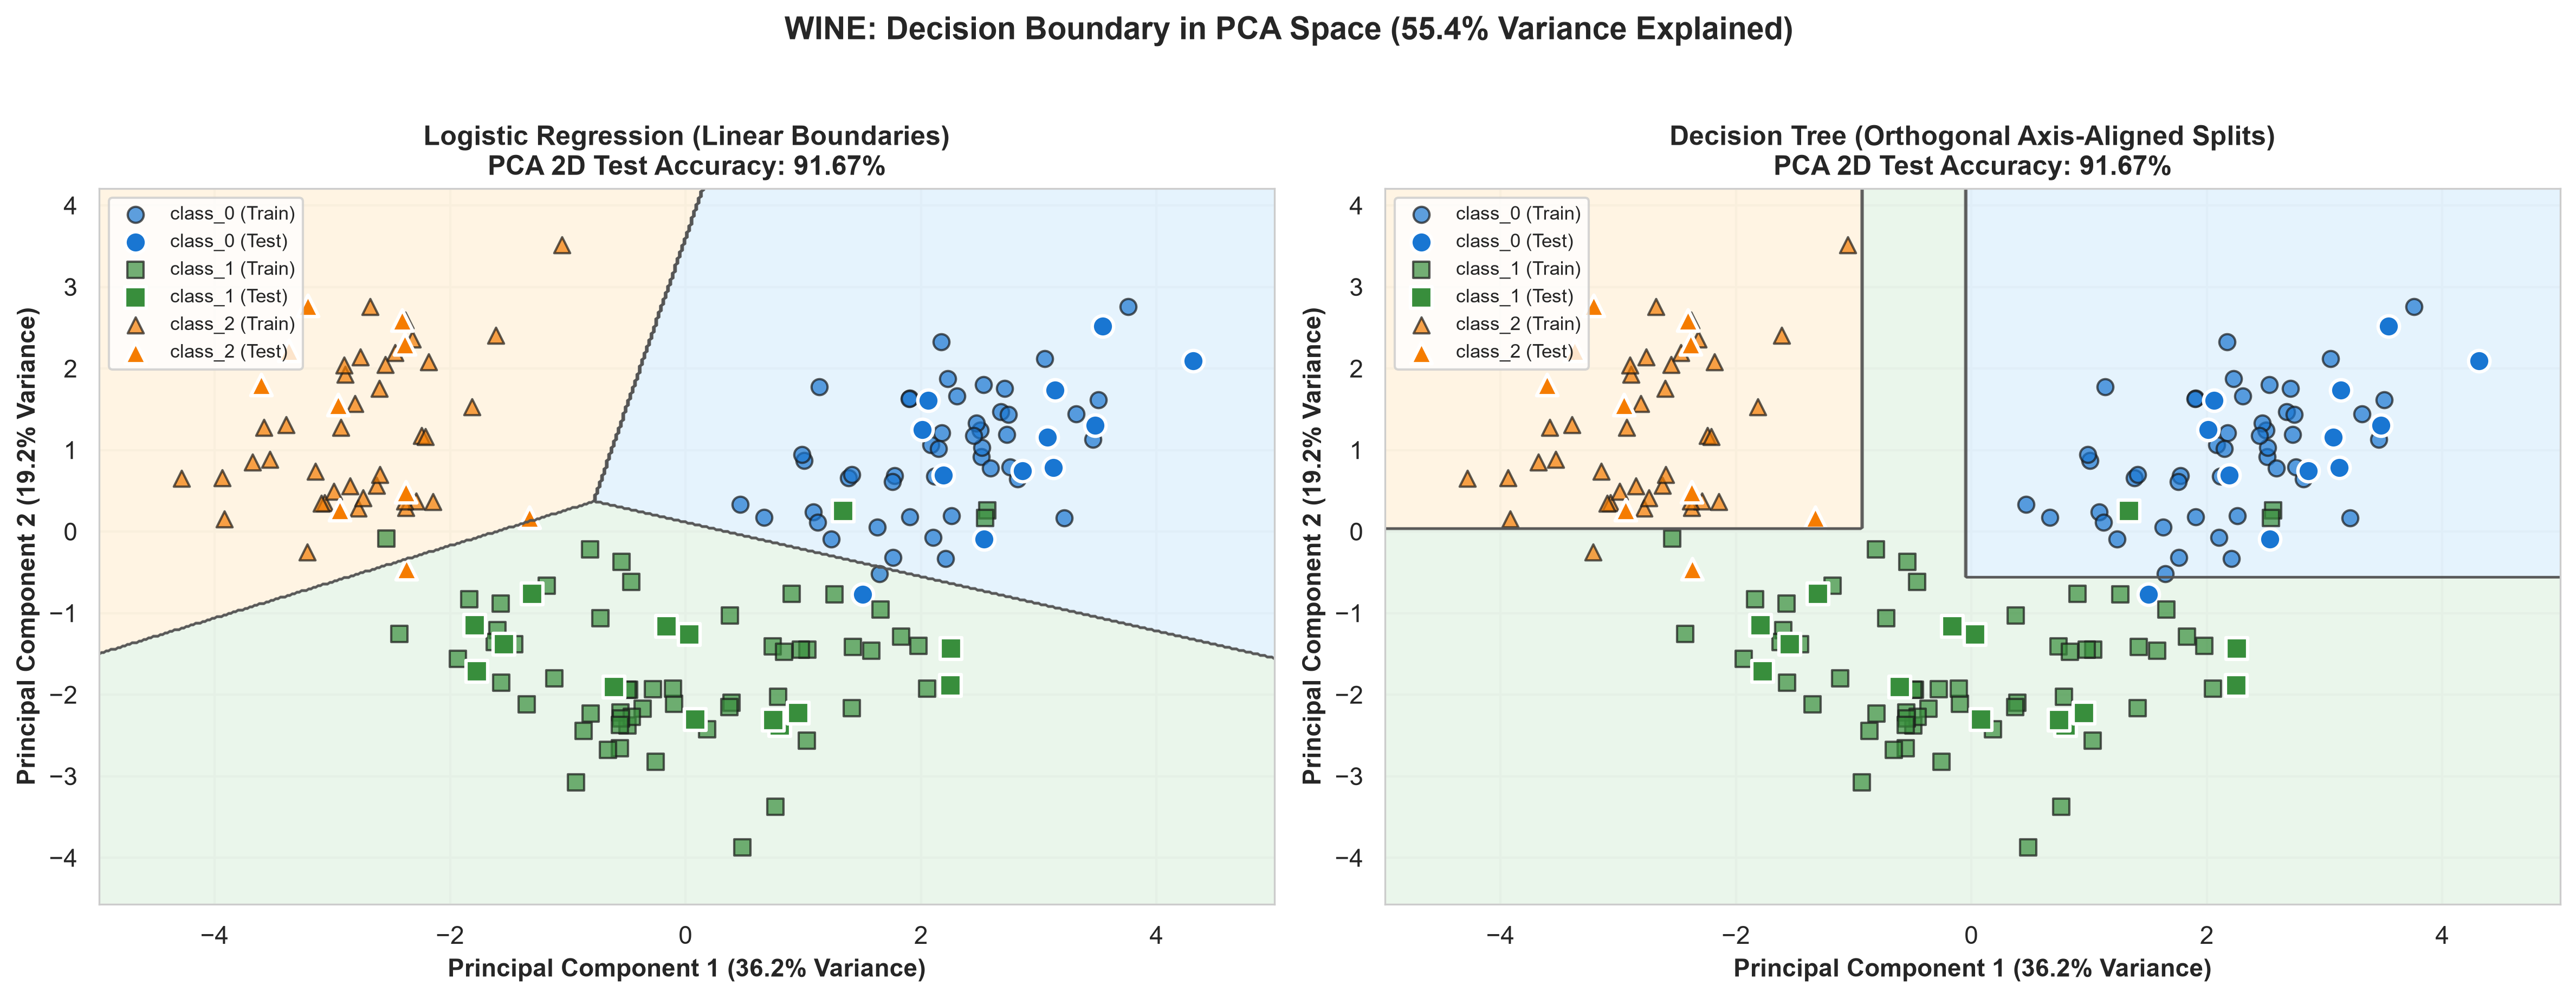 WINE: Decision Boundary in PCA Space (55.4% Variance Explained)
Logistic Regression (Linear Boundaries)
PCA 2D Test Accuracy: 91.67%
4
3
2
1
0
−1
−2
−3
−4
Principal Component 2 (19.2% Variance)
class_0 (Train)
class_0 (Test)
class_1 (Train)
class_1 (Test)
class_2 (Train)
class_2 (Test)
−4
−2
0
2
4
Principal Component 1 (36.2% Variance)
Decision Tree (Orthogonal Axis-Aligned Splits)
PCA 2D Test Accuracy: 91.67%
4
3
2
1
0
−1
−2
−3
−4
Principal Component 2 (19.2% Variance)
class_0 (Train)
class_0 (Test)
class_1 (Train)
class_1 (Test)
class_2 (Train)
class_2 (Test)
−4
−2
0
2
4
Principal Component 1 (36.2% Variance)